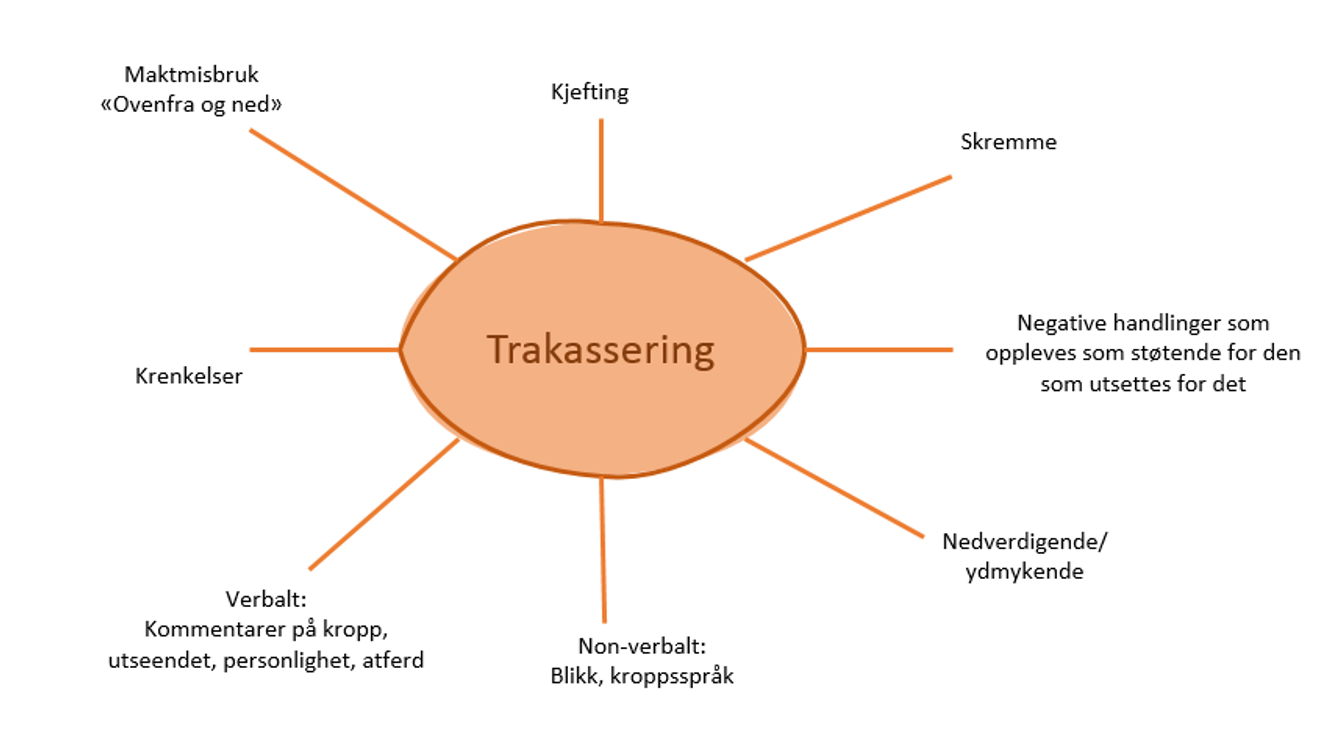 Maktmisbruk
«Ovenfra og ned»
Kjefting
Skremme
Trakassering
Negative handlinger som
oppleves som støtende for den
som utsettes for det
Krenkelser
Nedverdigende/
ydmykende
Verbalt:
Kommentarer på kropp,
utseendet, personlighet, atferd
Non-verbalt:
Blikk, kroppsspråk